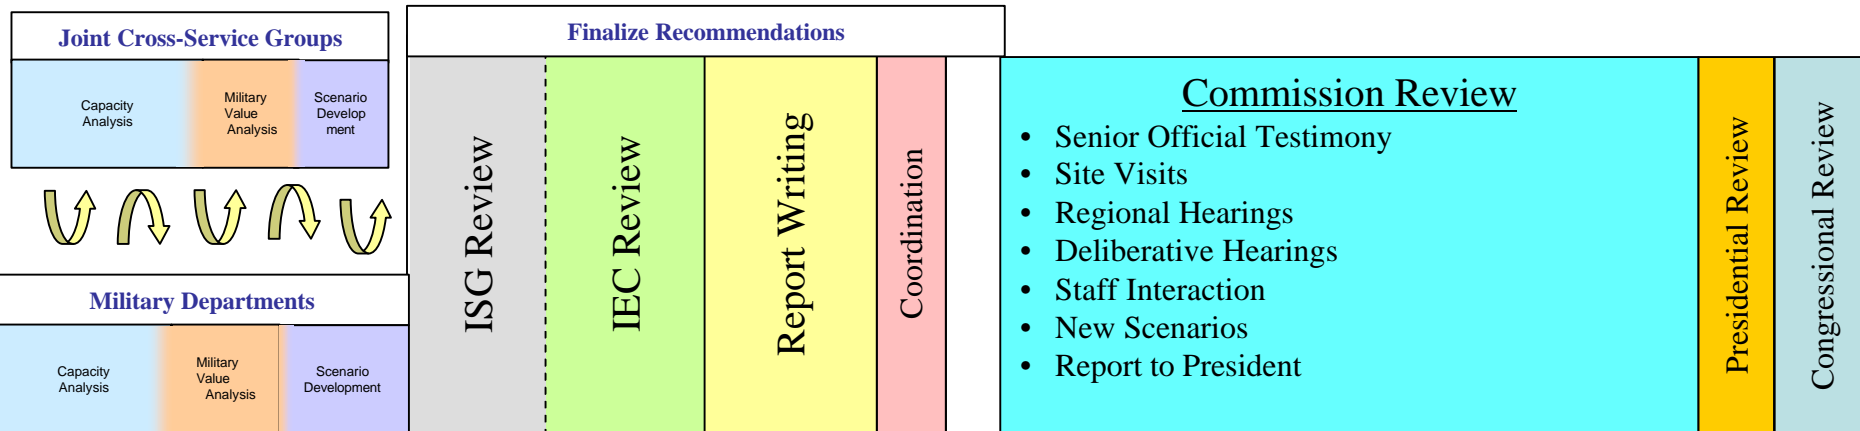 Joint Cross-Service Groups
Capacity
Analysis
Military
Value
Analysis
Scenario
Develop
ment
Military Departments
Capacity
Analysis
Military
Value
Analysis
Scenario
Development
Finalize Recommendations
ISG Review
IEC Review
Report Writing
Coordination
Commission Review
• Senior Official Testimony
• Site Visits
• Regional Hearings
• Deliberative Hearings
• Staff Interaction
• New Scenarios
• Report to President
Presidential Review
Congressional Review